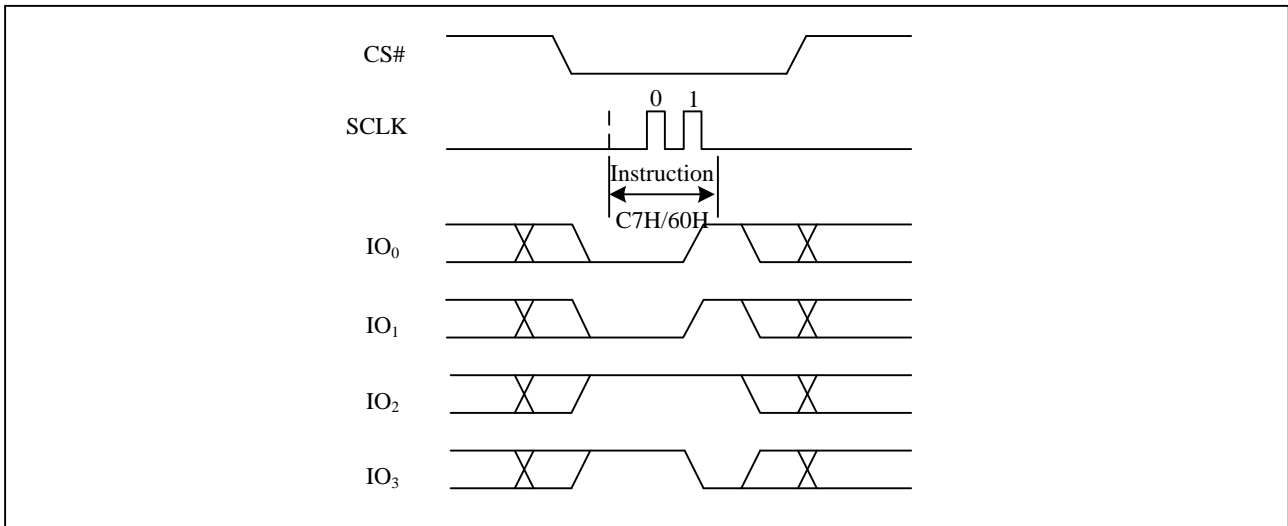 CS#
0 1
SCLK
Instruction
C7H/60H
IO₀
IO₁
IO₂
IO₃